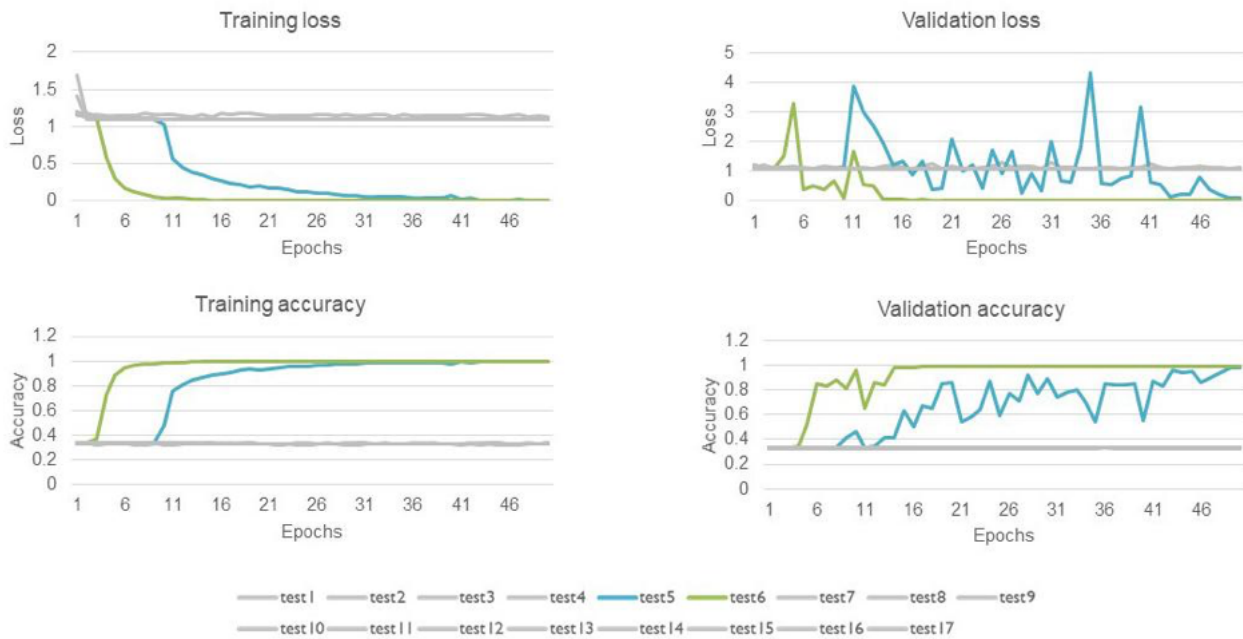 Training loss
2
1.5
1
0.5
0
Loss
1 6 11 16 21 26 31 36 41 46
Epochs
Validation loss
5
4
3
2
1
0
Loss
1 6 11 16 21 26 31 36 41 46
Epochs
Training accuracy
1.2
1
0.8
0.6
0.4
0.2
0
Accuracy
1 6 11 16 21 26 31 36 41 46
Epochs
Validation accuracy
1.2
1
0.8
0.6
0.4
0.2
0
Accuracy
1 6 11 16 21 26 31 36 41 46
Epochs
test1 test2 test3 test4 test5 test6 test7 test8 test9
test10 test11 test12 test13 test14 test15 test16 test17